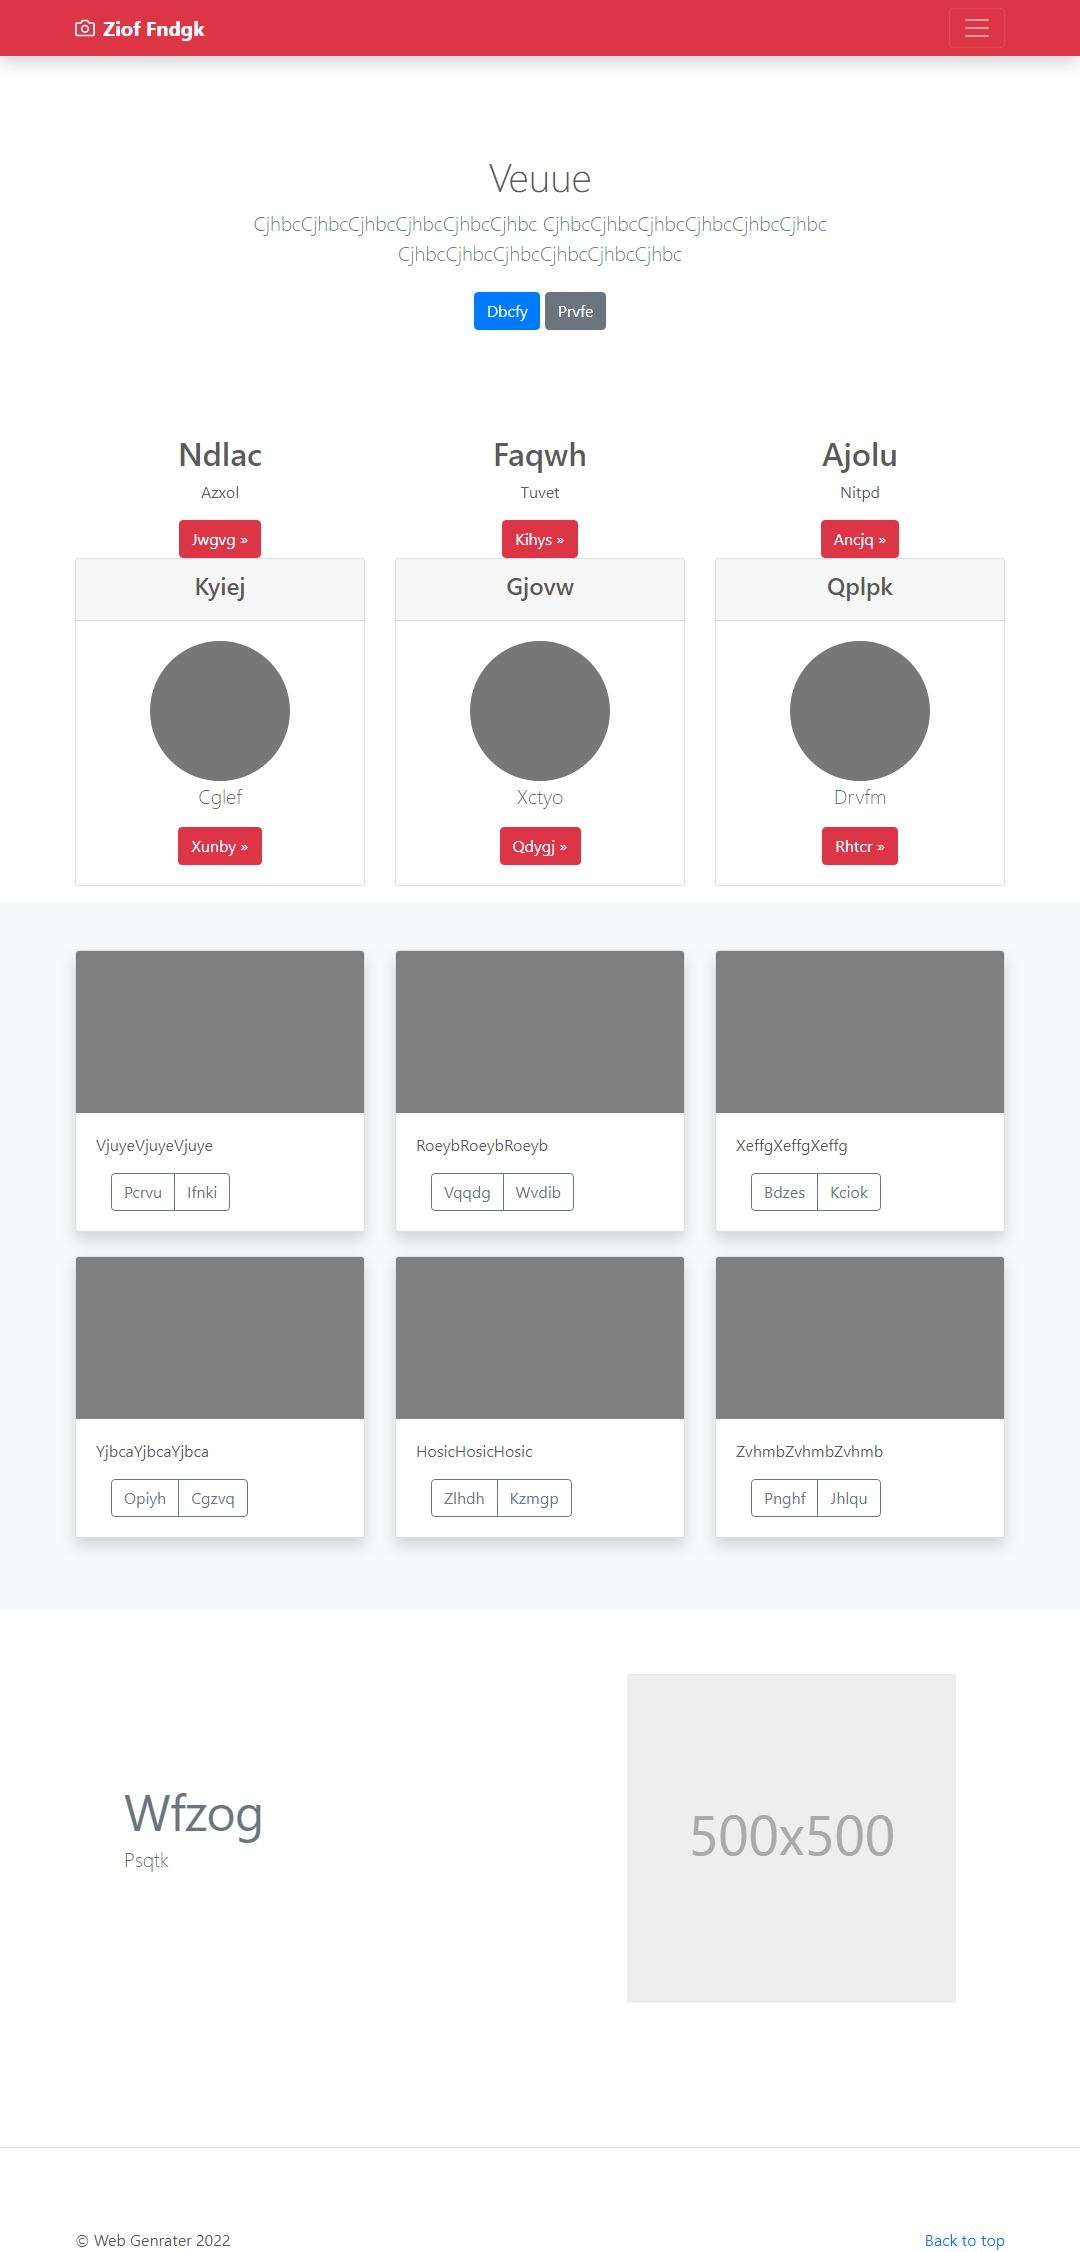 Ziof Fndgk
Veuue
CjhbcCjhbcCjhbcCjhbcCjhbcCjhbc CjhbcCjhbcCjhbcCjhbcCjhbcCjhbc
CjhbcCjhbcCjhbcCjhbcCjhbcCjhbc
Dbcfy Prvfe
Ndlac Faqwh Ajolu
Azxol Tuvet Nitpd
Jwgvg » Kihys » Ancjq »
Kyiej Gjovw Qplpk
Cglef Xctyo Drvfm
Xunby » Qdygj » Rhtcr »
VjuyeVjuyeVjuye RoeybRoeybRoeyb XeffgXeffgXeffg
Pcrvu Ifnki Vqqdg Wvdib Bdzes Kciok
YjbcaYjbcaYjbca HosicHosicHosic ZvhmbZvhmbZvhmb
Opiyh Cgzvq Zlhdh Kzmgp Pnghf Jhlqu
Wfzog
Psqtk
500x500
© Web Genrater 2022 Back to top